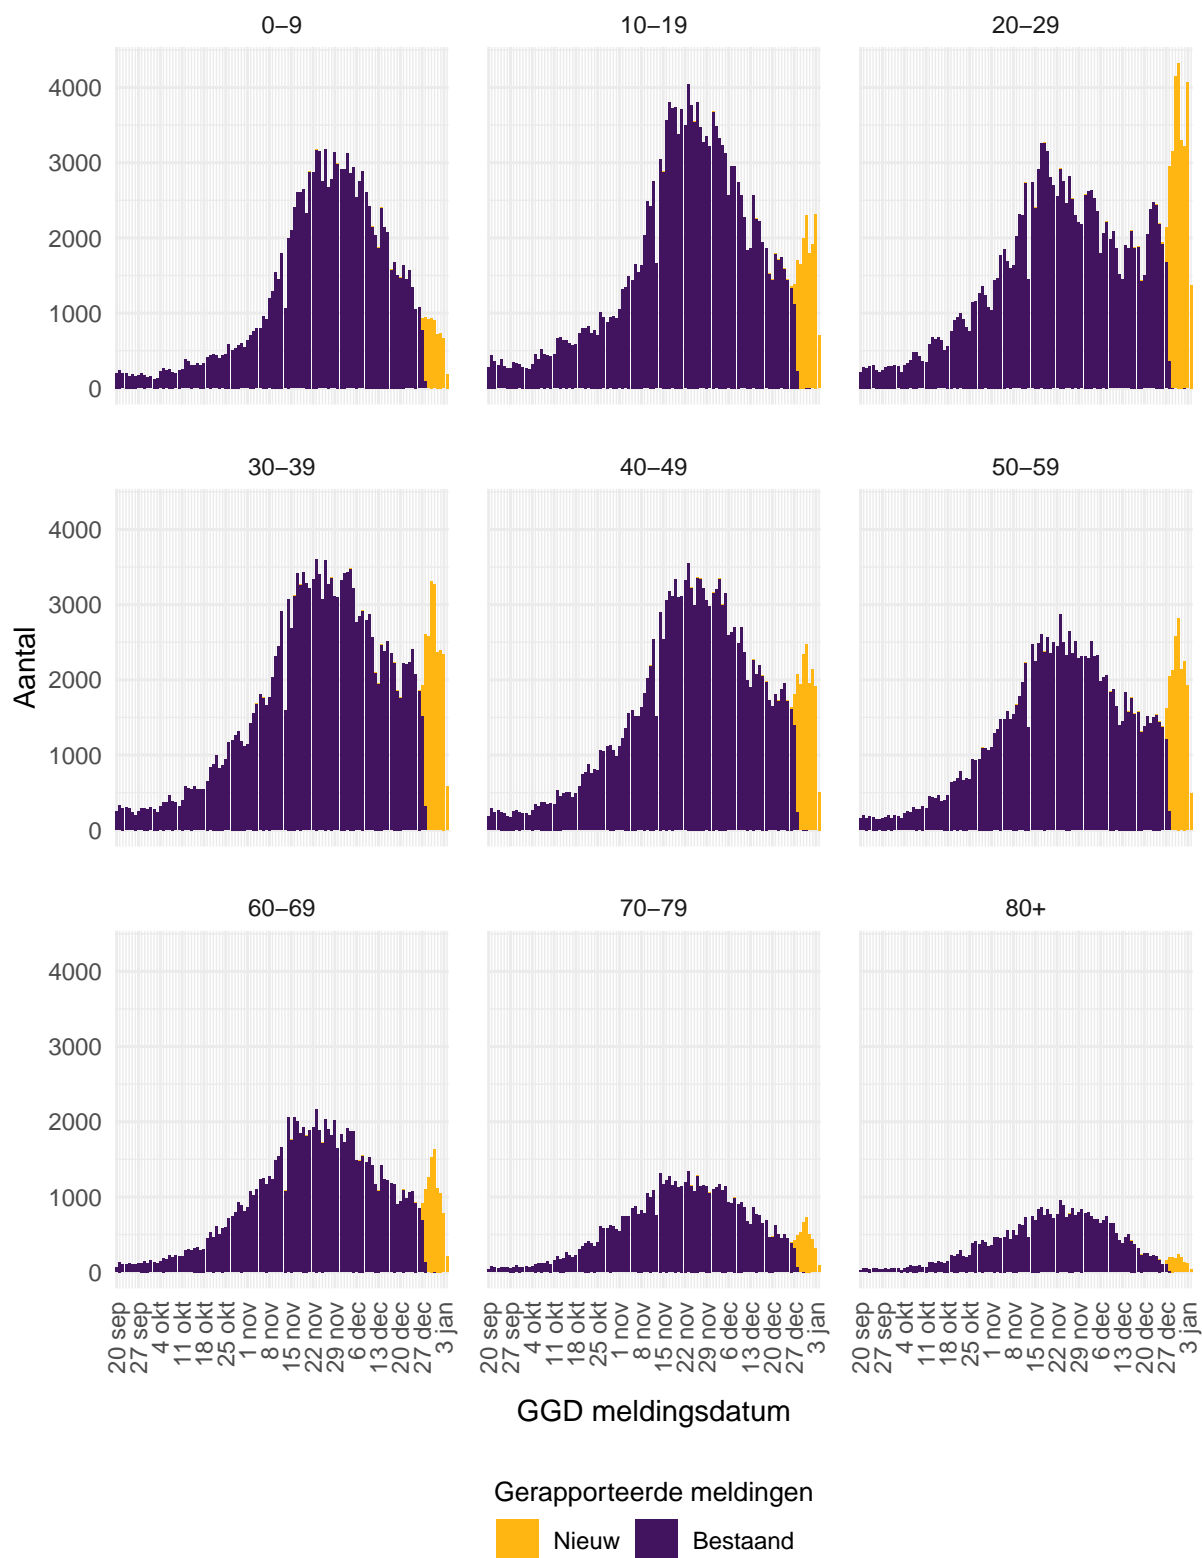 0–9 10–19 20–29
4000
3000
2000
1000
0
30–39 40–49 50–59
4000
3000
2000
1000
0
Aantal
60–69 70–79 80+
4000
3000
2000
1000
0
20 sep 27 sep 4 okt 11 okt 18 okt 25 okt 1 nov 8 nov 15 nov 22 nov 29 nov 6 dec 13 dec 20 dec 27 dec 3 jan
20 sep 27 sep 4 okt 11 okt 18 okt 25 okt 1 nov 8 nov 15 nov 22 nov 29 nov 6 dec 13 dec 20 dec 27 dec 3 jan
20 sep 27 sep 4 okt 11 okt 18 okt 25 okt 1 nov 8 nov 15 nov 22 nov 29 nov 6 dec 13 dec 20 dec 27 dec 3 jan
GGD meldingsdatum
Gerapporteerde meldingen
Nieuw Bestaand